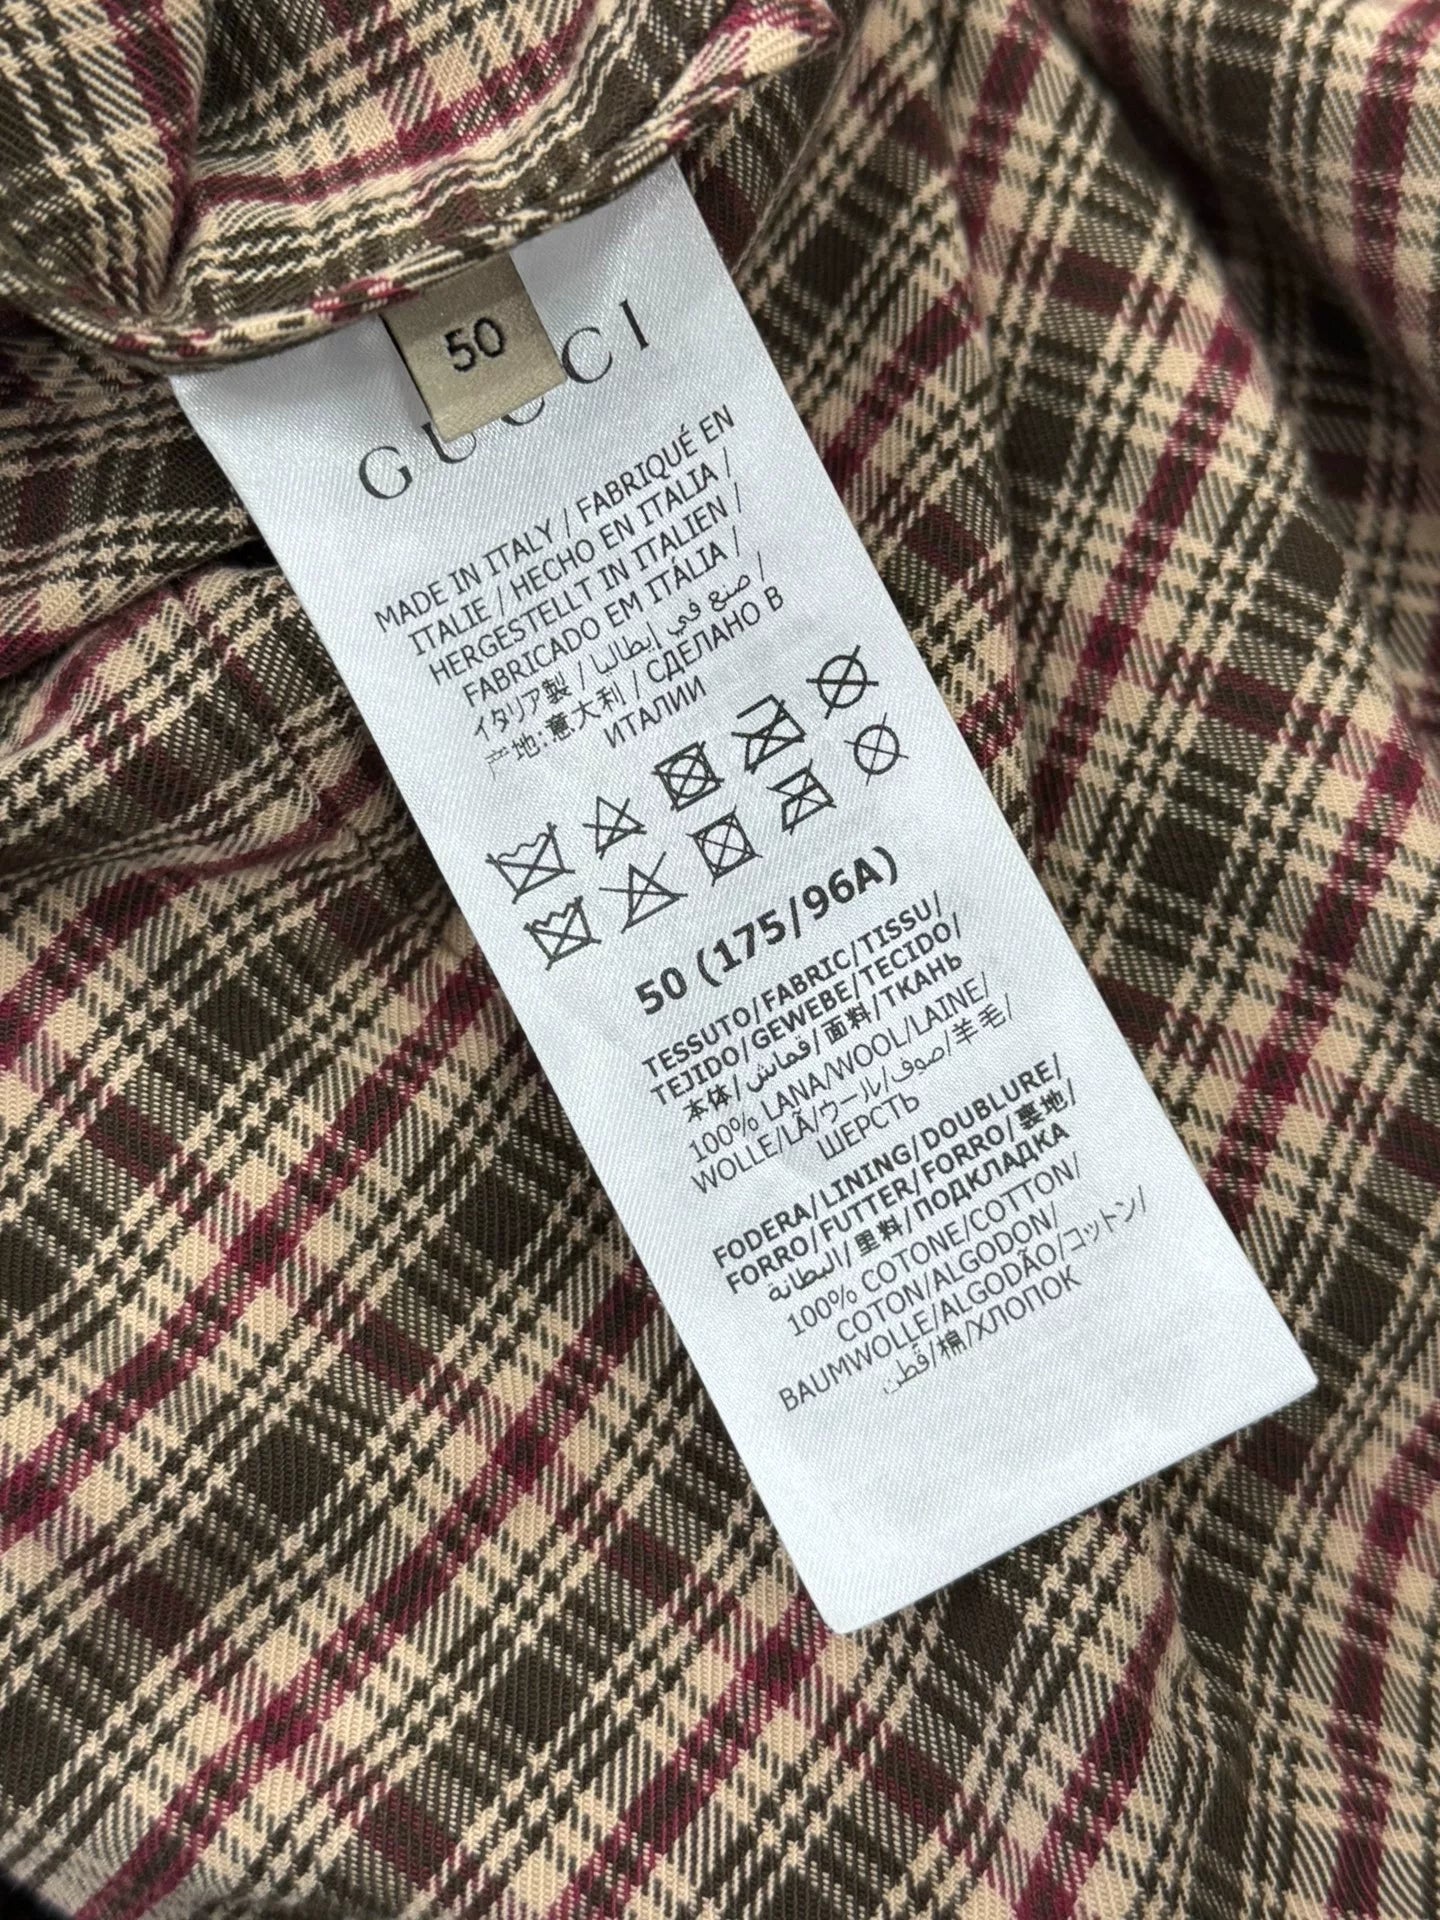 50
GUCCI
MADE IN ITALY / FABRIQUÉ EN
ITALIE / HECHO EN ITALIA /
HERGESTELLT IN ITALIEN /
FABRICADO EM ITÁLIA /
イタリア製 / صنع في إيطاليا /
产地:意大利 / СДЕЛАНО В
ИТАЛИИ
50 (175/96A)
TESSUTO/FABRIC/TISSU/
TEJIDO/GEWEBE/TECIDO/
本体/قماش/面料/ТКАНЬ
100% LANA/WOOL/LAINE/
WOLLE/LÃ/ウール/صوف/羊毛/
ШЕРСТЬ
FODERA/LINING/DOUBLURE/
FORRO/FUTTER/FORRO/裏地/
البطانة/里料/ПОДКЛАДКА
100% COTONE/COTTON/
COTON/ALGODON/
BAUMWOLLE/ALGODÃO/コットン/
قطن/棉/ХЛОПОК